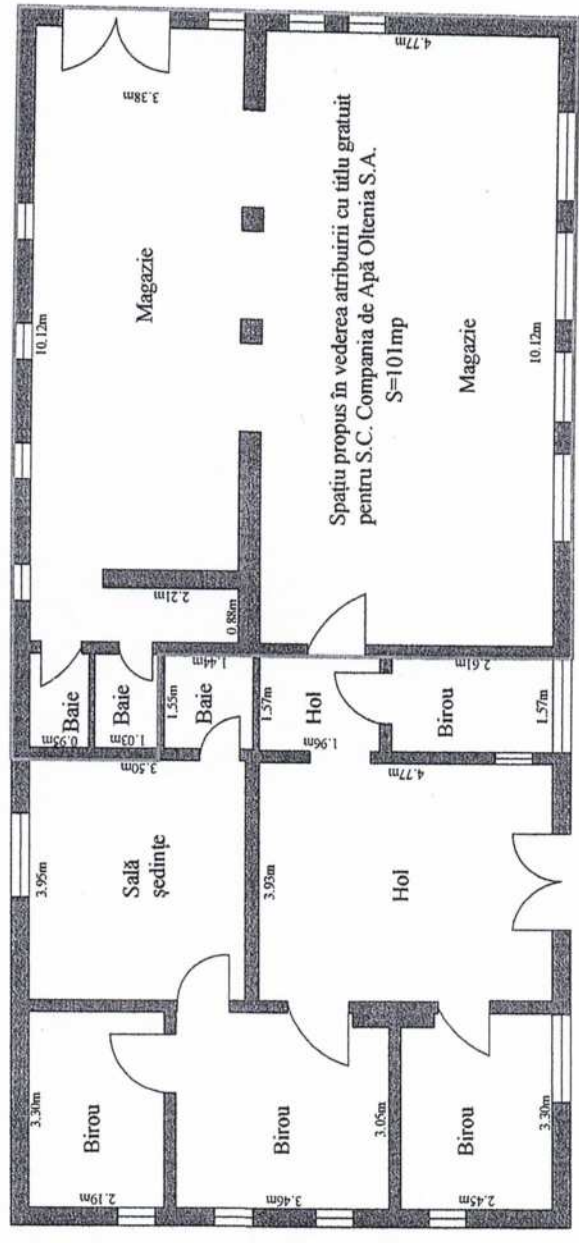 3.30m
Birou
2.19m
3.95m
Sală
ședințe
3.50m
Baie
0.95m
Baie
1.03m
10.12m
Magazie
3.38m
2.21m
0.88m
1.55m
Baie
1.44m
Birou
3.46m
3.05m
3.93m
Hol
4.77m
1.57m
Hol
1.96m
Birou
2.61m
1.57m
Birou
2.45m
3.30m
4.77m
Spațiu propus în vederea atribuirii cu titlu gratuit
pentru S.C. Compania de Apă Oltenia S.A.
S=101mp
Magazie
10.12m